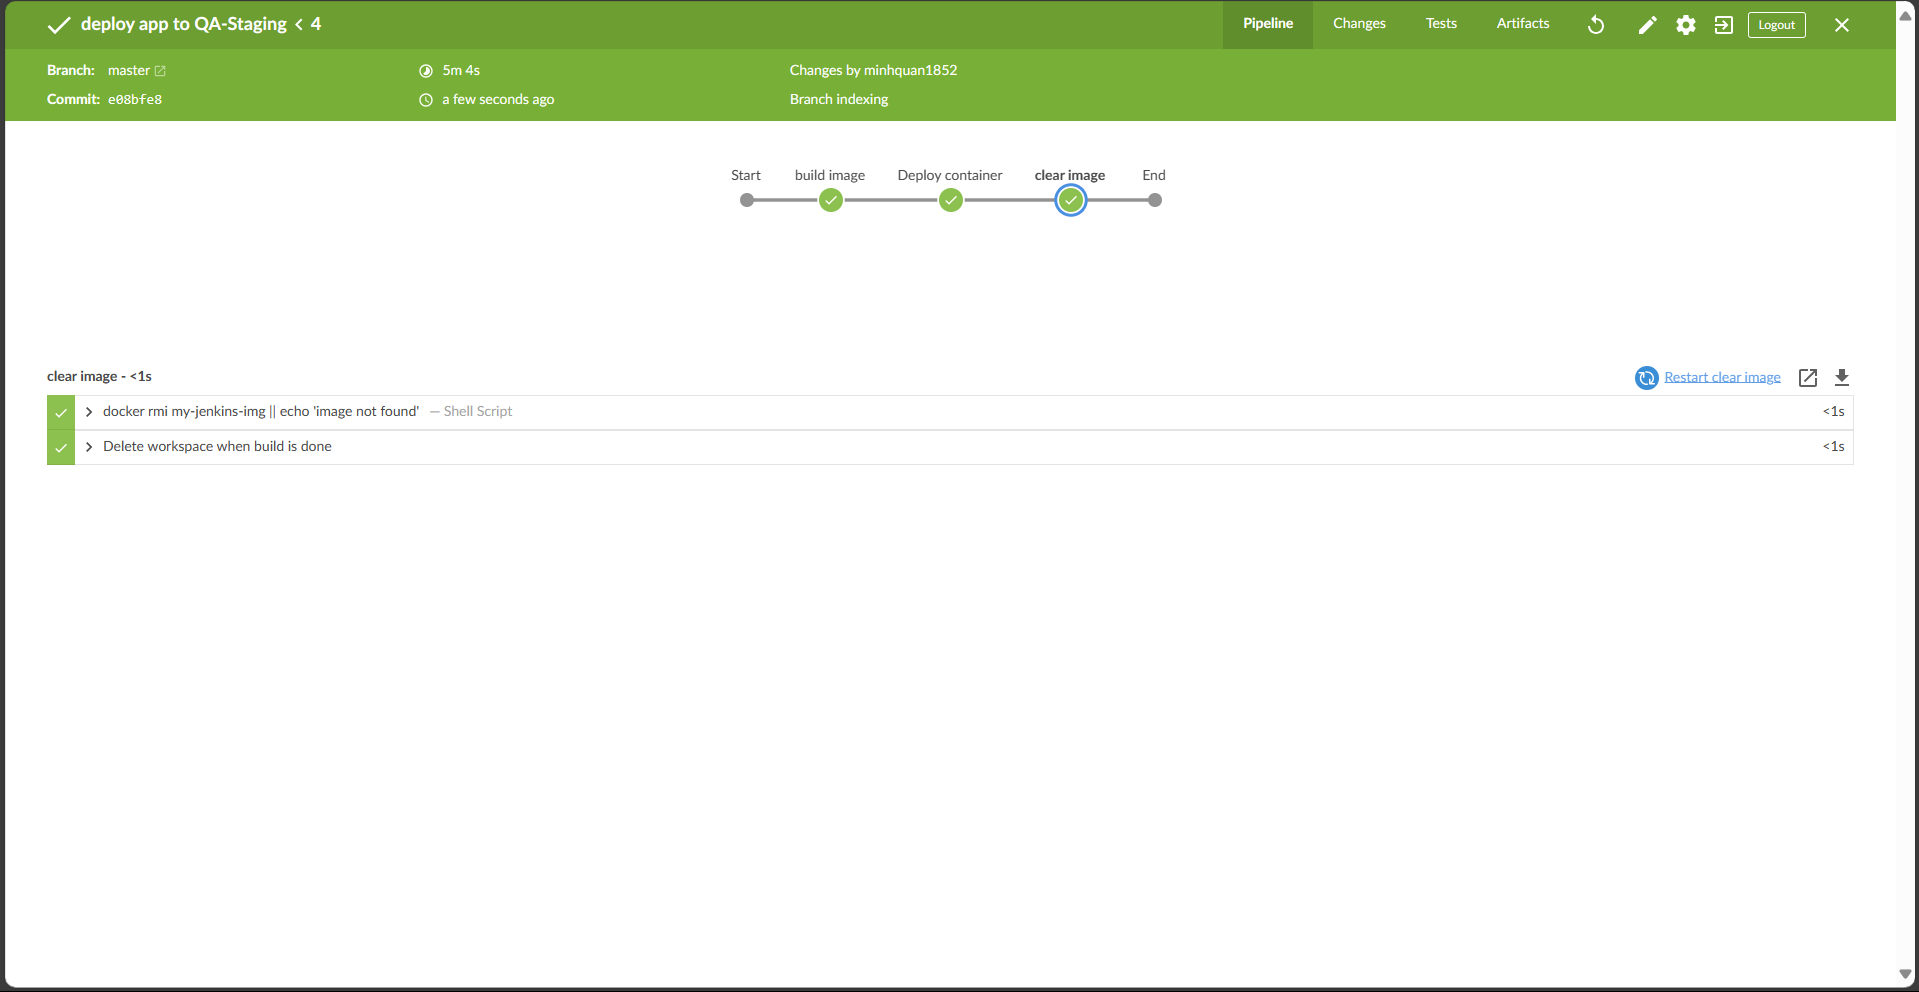 deploy app to QA-Staging < 4
Pipeline
Changes
Tests
Artifacts
Logout
Branch: master
5m 4s
Changes by minhquan1852
Commit: e08bfe8
a few seconds ago
Branch indexing
Start
build image
Deploy container
clear image
End
clear image - <1s
Restart clear image
docker rmi my-jenkins-img || echo 'image not found' — Shell Script
<1s
Delete workspace when build is done
<1s